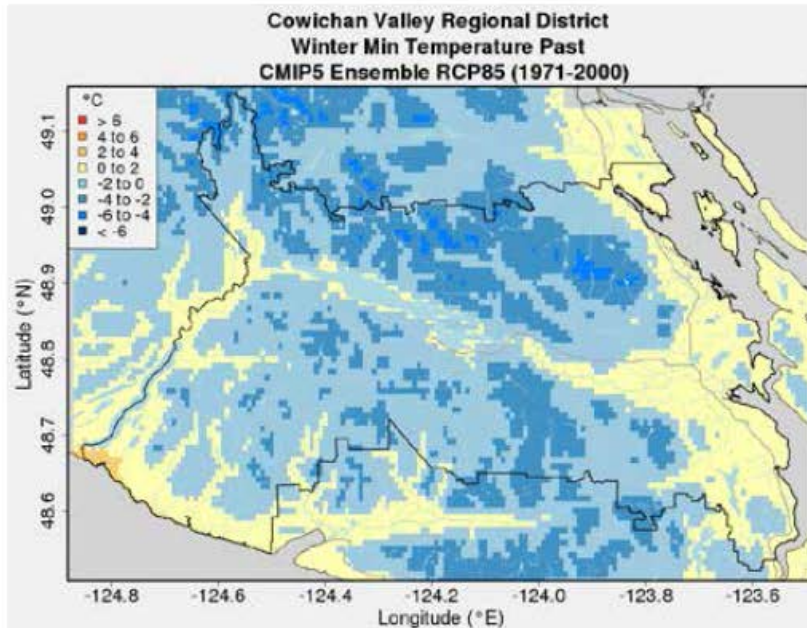 Cowichan Valley Regional District
Winter Min Temperature Past
CMIP5 Ensemble RCP85 (1971-2000)
°C
> 6
4 to 6
2 to 4
0 to 2
-2 to 0
-4 to -2
-6 to -4
< -6
Latitude (°N)
49.1
49.0
48.9
48.8
48.7
48.6
-124.8
-124.6
-124.4
-124.2
-124.0
-123.8
-123.6
Longitude (°E)